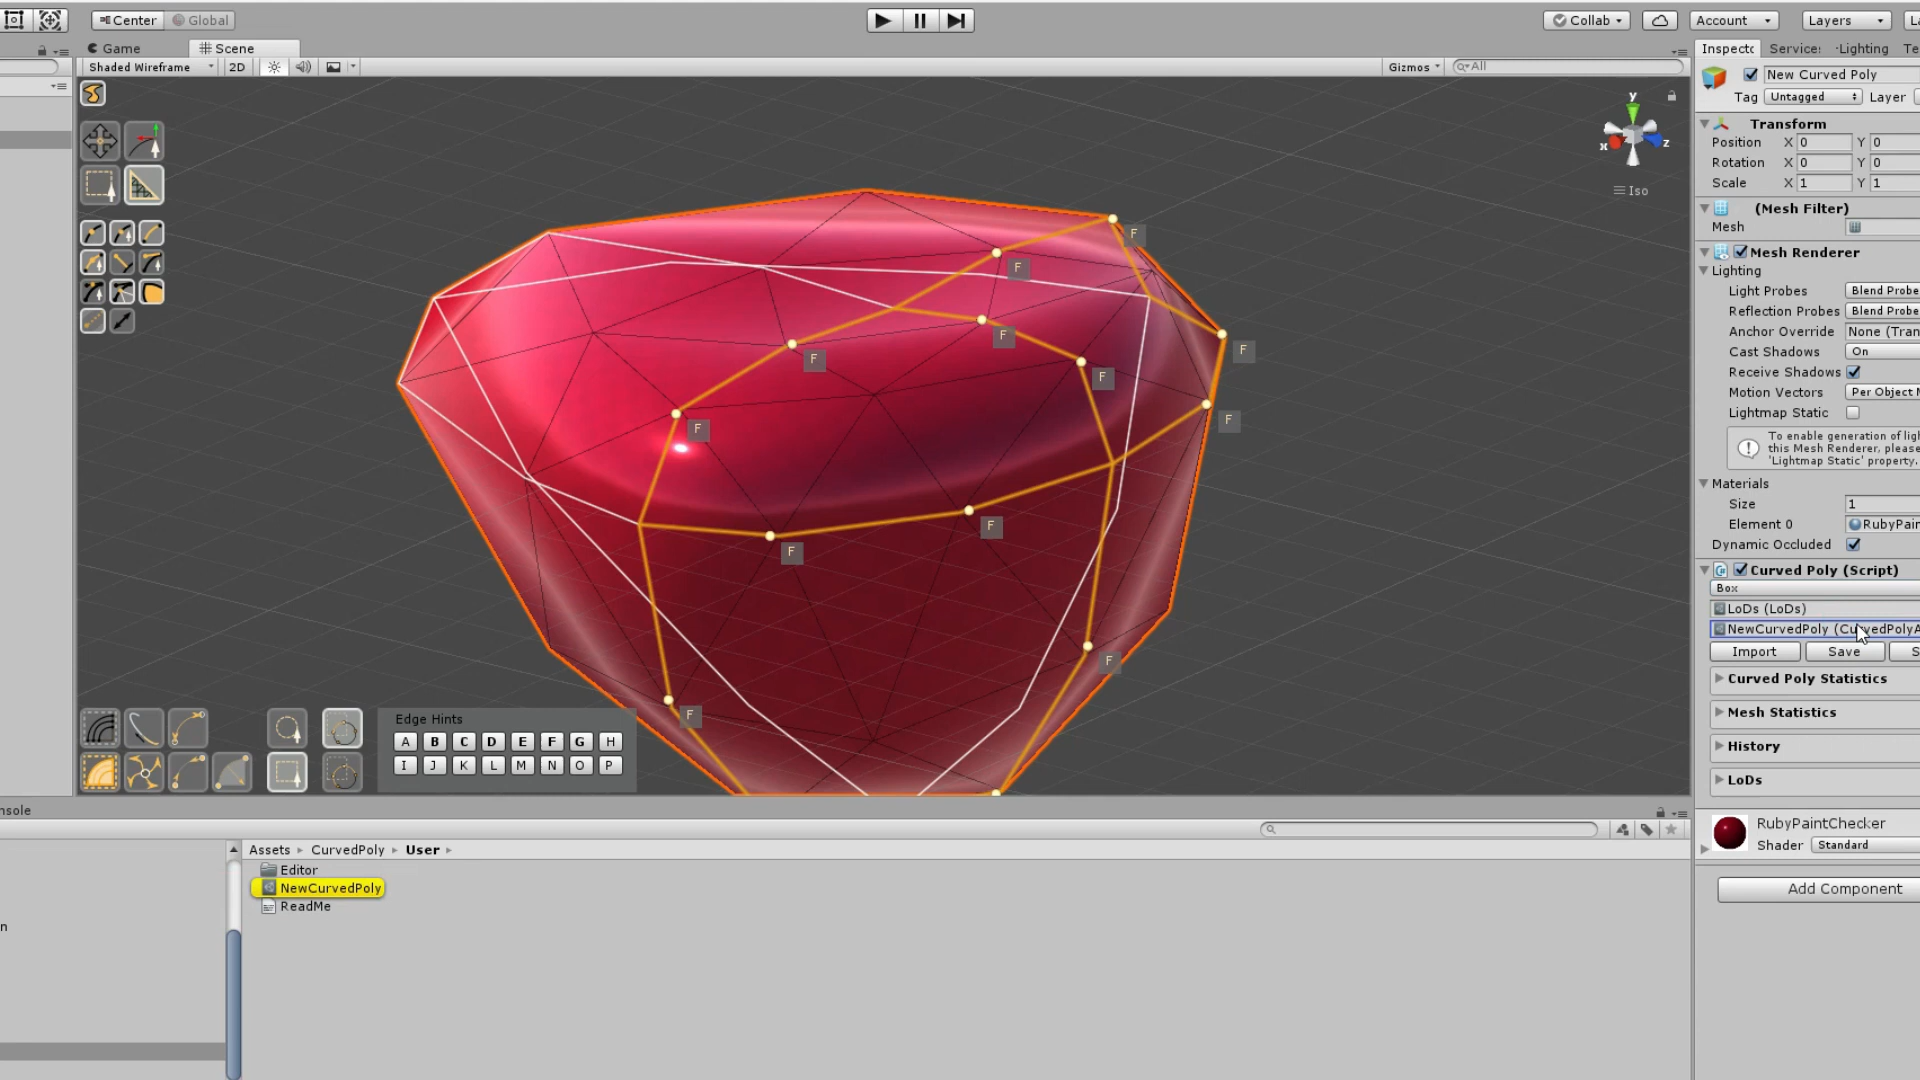 Center Global
Collab Account Layers
Game Scene
Shaded Wireframe 2D Gizmos All
y
x z
Iso
F
F
F
F
F
F
F
F
F
F
F
F
Edge Hints
A B C D E F G H
I J K L M N O P
Services Lighting
New Curved Poly
Tag Untagged Layer
Transform
Position X 0 Y 0
Rotation X 0 Y 0
Scale X 1 Y 1
(Mesh Filter)
Mesh
Mesh Renderer
Lighting
Light Probes Blend Probe
Reflection Probes Blend Probe
Anchor Override None (Tran
Cast Shadows On
Receive Shadows
Motion Vectors Per Object M
Lightmap Static
To enable generation of ligh
this Mesh Renderer, please
'Lightmap Static' property.
Materials
Size 1
Element 0 RubyPain
Dynamic Occluded
Curved Poly (Script)
Box
LoDs (LoDs)
NewCurvedPoly (CurvedPolyA
Import Save S
Curved Poly Statistics
Mesh Statistics
History
LoDs
RubyPaintChecker
Shader Standard
Add Component
nsole
Assets CurvedPoly User
Editor
NewCurvedPoly
ReadMe
n